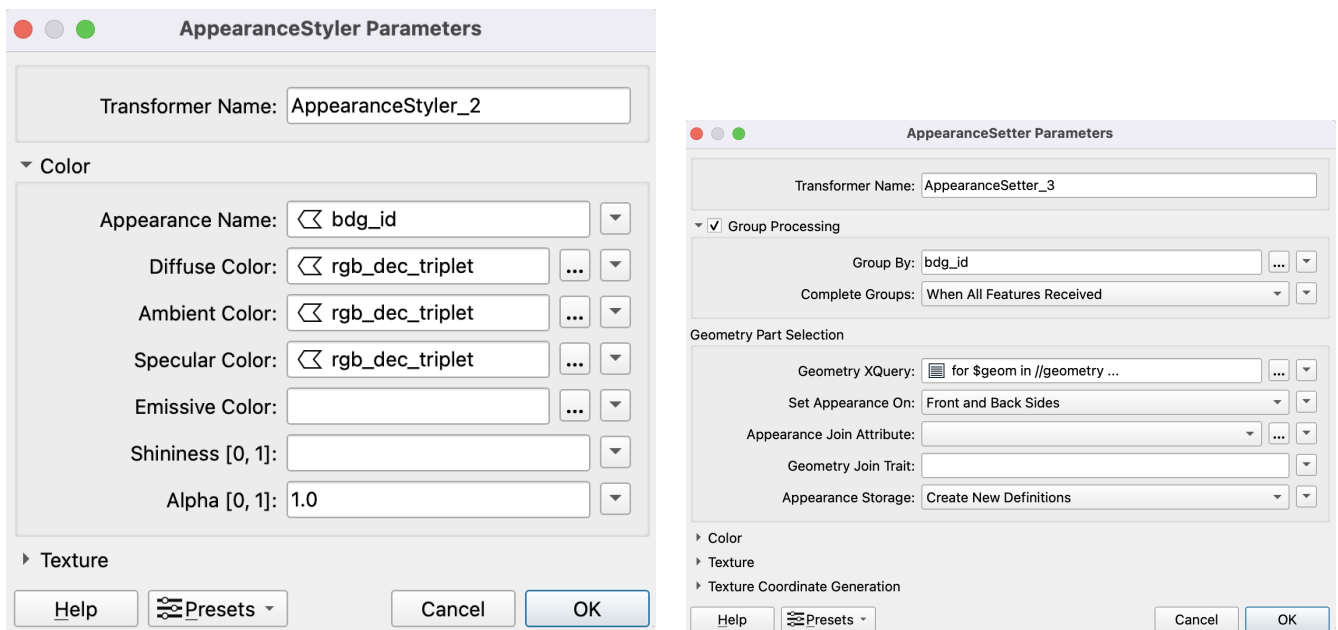 AppearanceStyler Parameters
Transformer Name: AppearanceStyler_2
Color
Appearance Name: bdg_id
Diffuse Color: rgb_dec_triplet ...
Ambient Color: rgb_dec_triplet ...
Specular Color: rgb_dec_triplet ...
Emissive Color: ...
Shininess [0, 1]:
Alpha [0, 1]: 1.0
Texture
Help Presets Cancel OK
AppearanceSetter Parameters
Transformer Name: AppearanceSetter_3
Group Processing
Group By: bdg_id ...
Complete Groups: When All Features Received
Geometry Part Selection
Geometry XQuery: for $geom in //geometry ... ...
Set Appearance On: Front and Back Sides
Appearance Join Attribute: ...
Geometry Join Trait:
Appearance Storage: Create New Definitions
Color
Texture
Texture Coordinate Generation
Help Presets Cancel OK